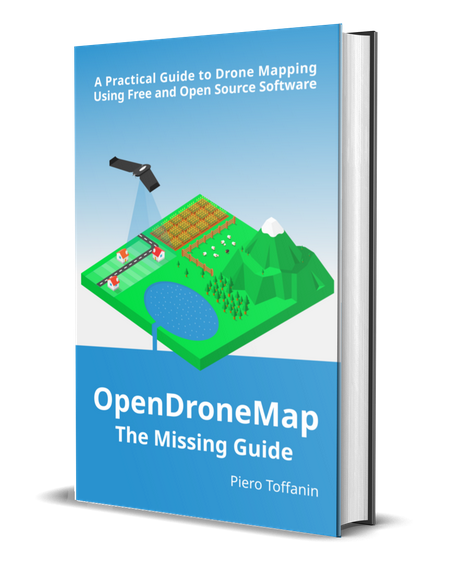 A Practical Guide to Drone Mapping
Using Free and Open Source Software
OpenDroneMap
The Missing Guide
Piero Toffanin